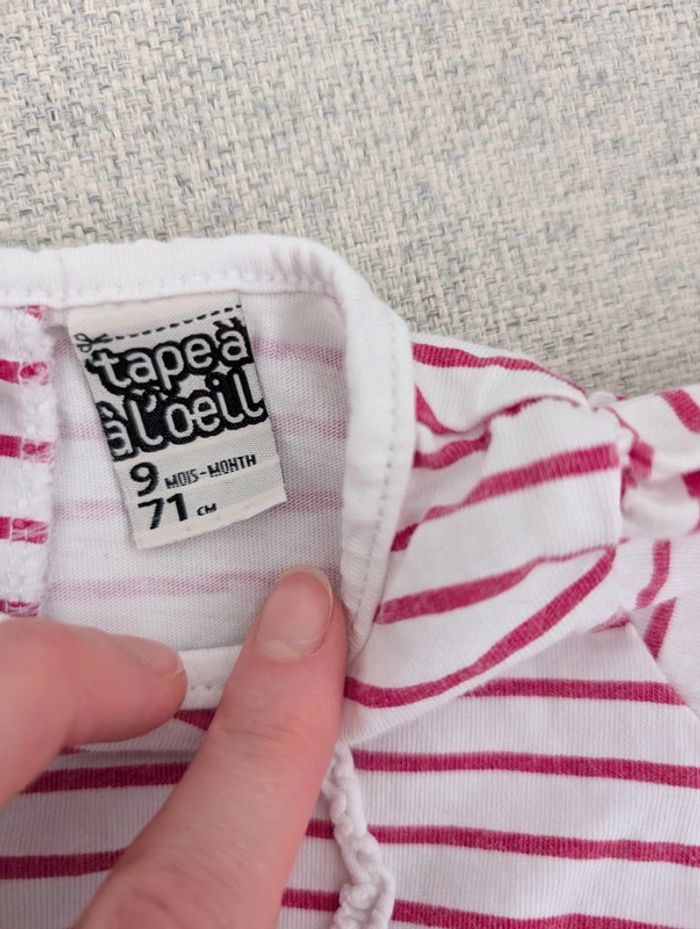 tape à
à l'oeil
9 MOIS-MONTH
71 CM